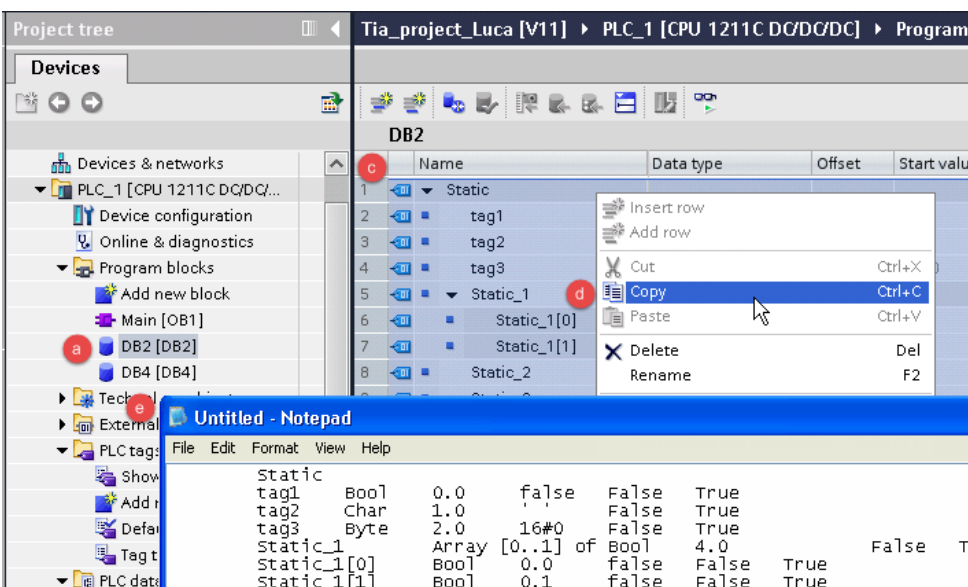 Project tree
Devices
Devices & networks
PLC_1 [CPU 1211C DC/DC/...
Device configuration
Online & diagnostics
Program blocks
Add new block
Main [OB1]
a DB2 [DB2]
DB4 [DB4]
e External
PLC tags
Show
Add
Tag t
PLC data
Tia_project_Luca [V11] PLC_1 [CPU 1211C DC/DC/DC] Program
DB2
c Name Data type Offset Start valu
1 Static
2 tag1
3 tag2
4 tag3
5 Static_1
6 Static_1[0]
7 Static_1[1]
8 Static_2
Insert row
Add row
Cut Ctrl+X
d Copy Ctrl+C
Paste Ctrl+V
Delete Del
Rename F2
Untitled - Notepad
File Edit Format View Help
Static
tag1 Bool 0.0 false False True
tag2 Char 1.0 ' ' False True
tag3 Byte 2.0 16#0 False True
Static_1 Array [0..1] of Bool 4.0 False T
Static_1[0] Bool 0.0 false False True
Static_1[1] Bool 0.1 false False True